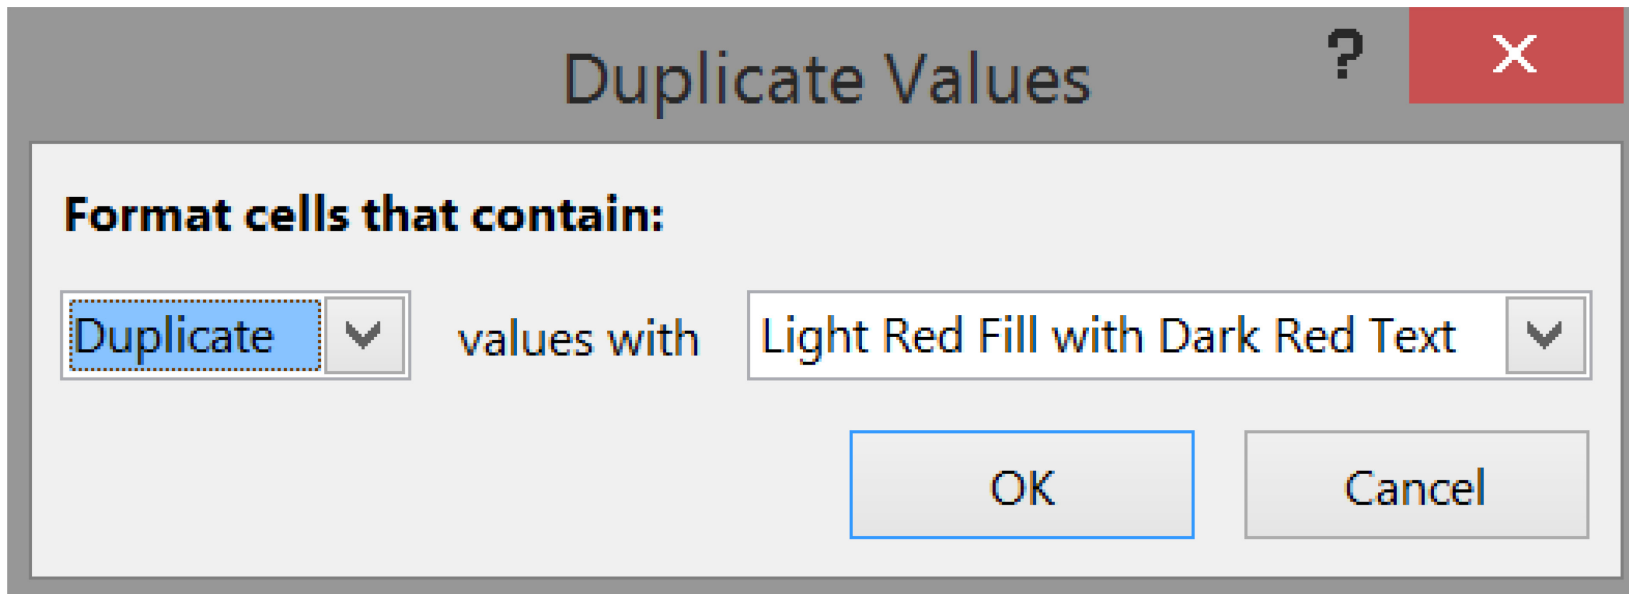 Duplicate Values ?
Format cells that contain:
Duplicate values with Light Red Fill with Dark Red Text
OK Cancel